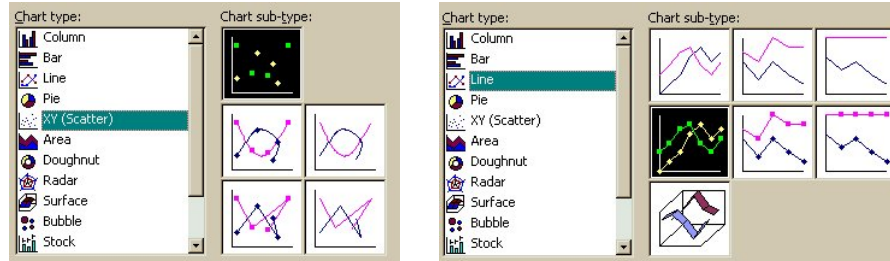 Chart type:
Column
Bar
Line
Pie
XY (Scatter)
Area
Doughnut
Radar
Surface
Bubble
Stock
Chart sub-type:
Chart type:
Column
Bar
Line
Pie
XY (Scatter)
Area
Doughnut
Radar
Surface
Bubble
Stock
Chart sub-type: